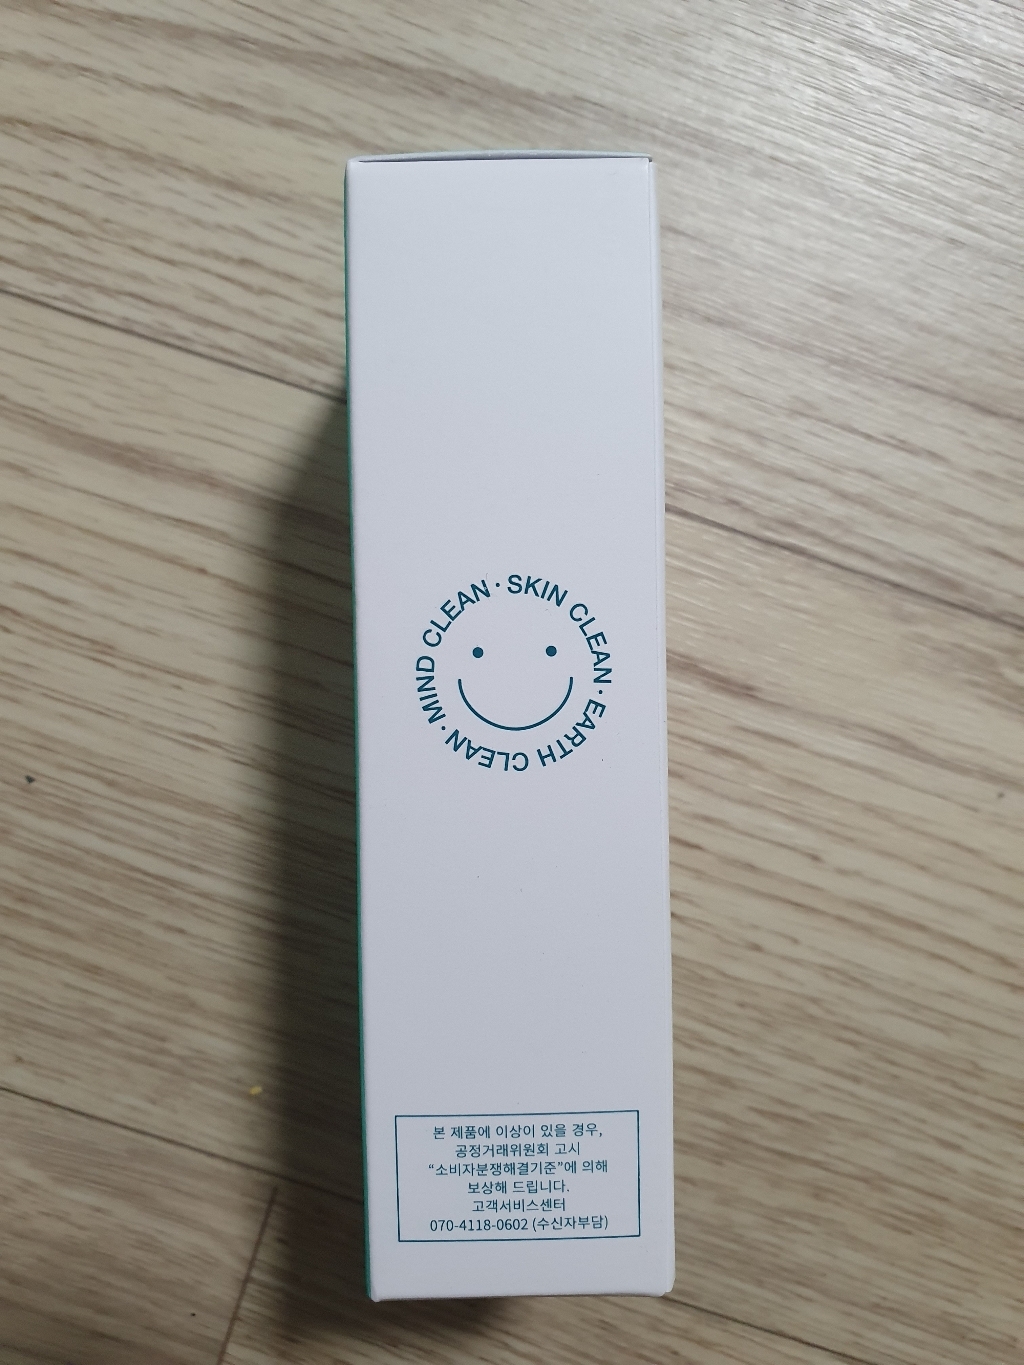 SKIN CLEAN · EARTH CLEAN · MIND CLEAN ·
본 제품에 이상이 있을 경우,
공정거래위원회 고시
“소비자분쟁해결기준”에 의해
보상해 드립니다.
고객서비스센터
070-4118-0602 (수신자부담)